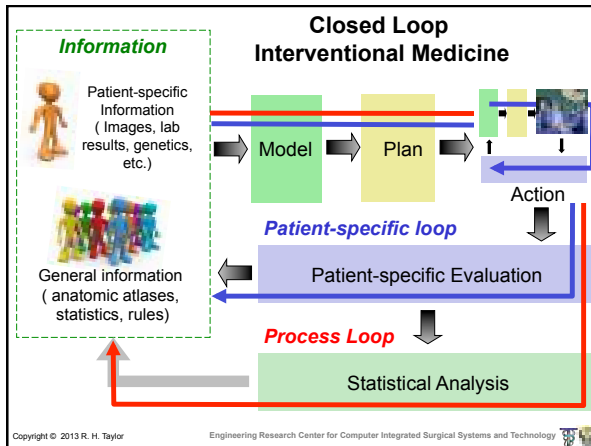 Closed Loop
Interventional Medicine
Information
Patient-specific
Information
( Images, lab
results, genetics,
etc.)
General information
( anatomic atlases,
statistics, rules)
Model
Plan
Action
Patient-specific loop
Patient-specific Evaluation
Process Loop
Statistical Analysis
Copyright © 2013 R. H. Taylor
Engineering Research Center for Computer Integrated Surgical Systems and Technology